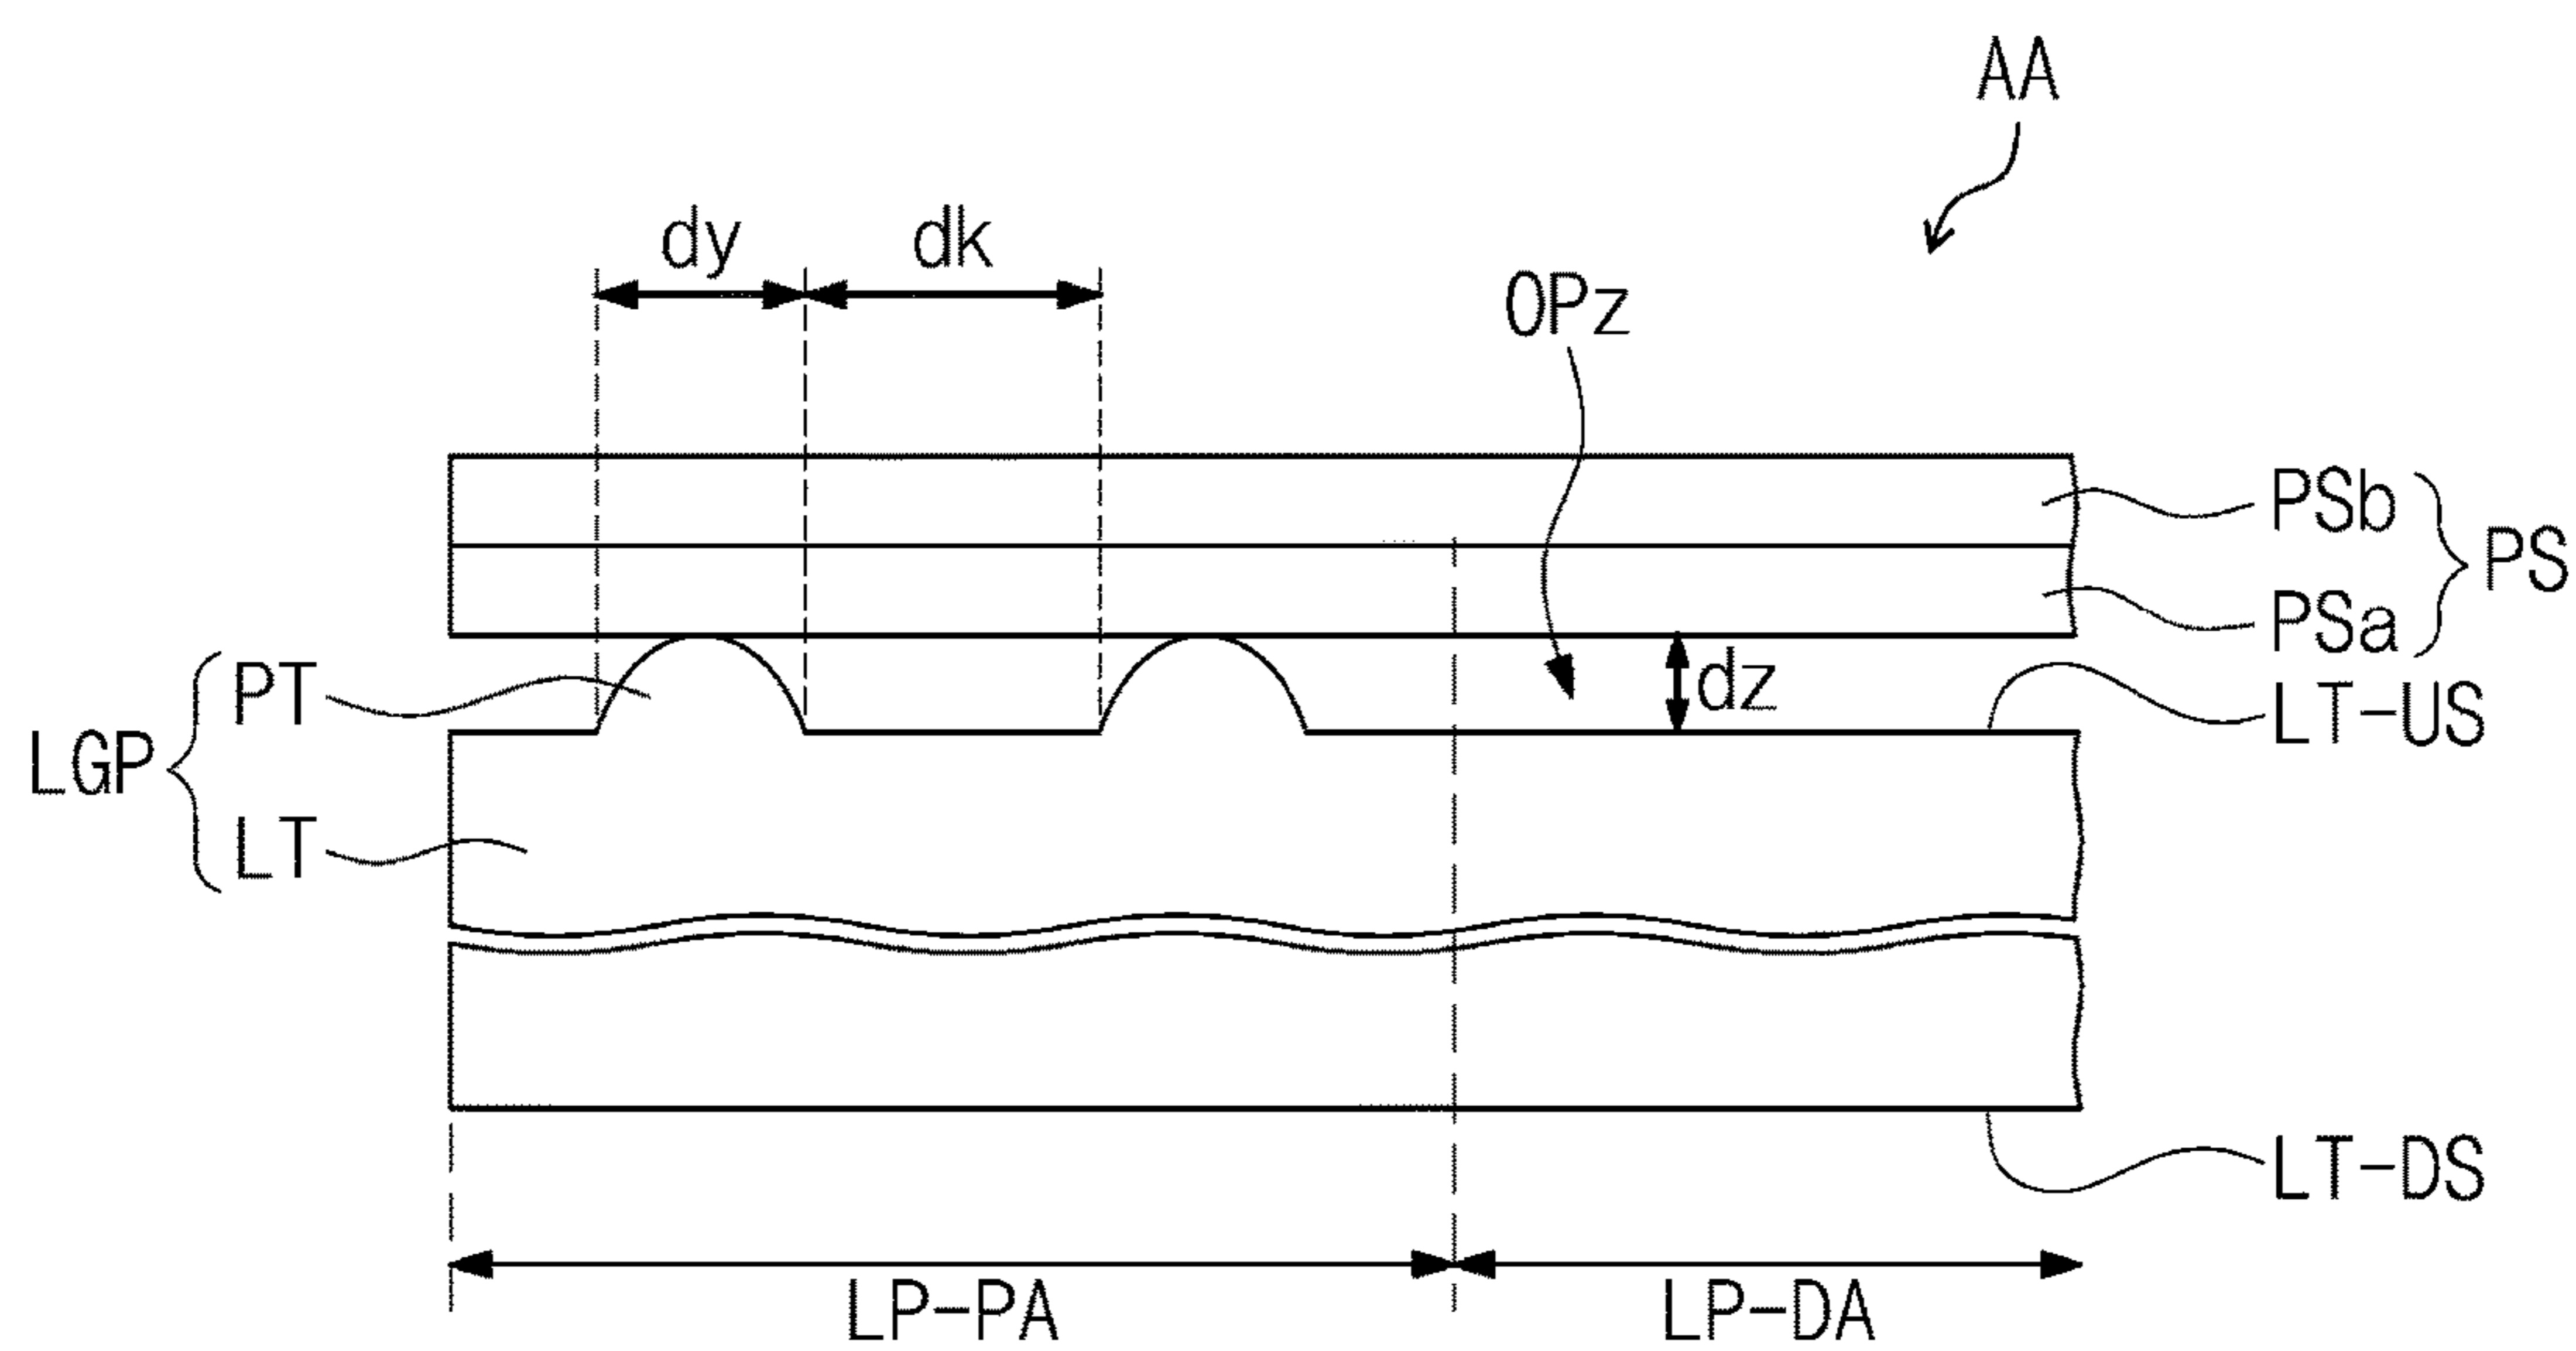 AA
dy
dk
OPz
PSb
PSa
PS
dz
PT
LT
LGP
LT-US
LT-DS
LP-PA
LP-DA